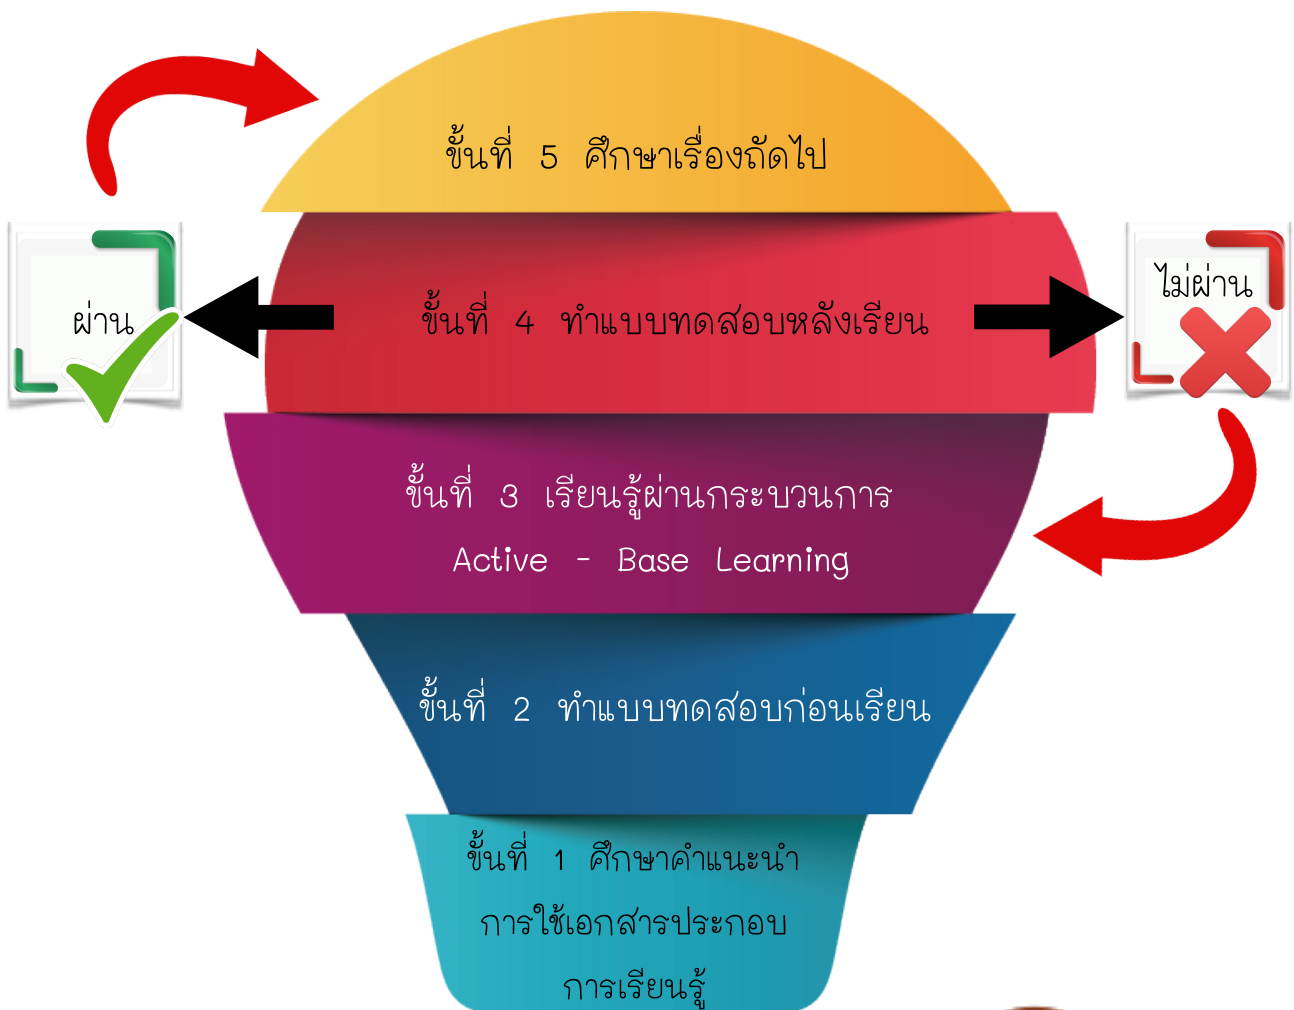 ขั้นที่ 5 ศึกษาเรื่องถัดไป
ผ่าน
ขั้นที่ 4 ทำแบบทดสอบหลังเรียน
ไม่ผ่าน
ขั้นที่ 3 เรียนรู้ผ่านกระบวนการ
Active - Base Learning
ขั้นที่ 2 ทำแบบทดสอบก่อนเรียน
ขั้นที่ 1 ศึกษาคำแนะนำ
การใช้เอกสารประกอบ
การเรียนรู้